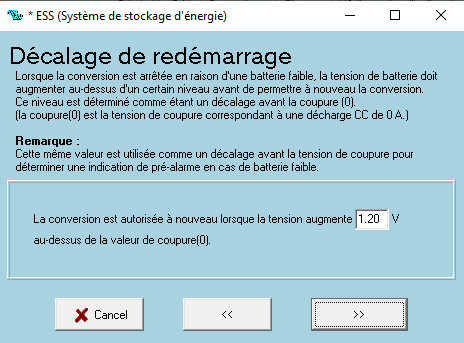 * ESS (Système de stockage d'énergie)
Décalage de redémarrage
Lorsque la conversion est arrêtée en raison d'une batterie faible, la tension de batterie doit
augmenter au-dessus d'un certain niveau avant de permettre à nouveau la conversion.
Ce niveau est déterminé comme étant un décalage avant la coupure (0).
(la coupure(0) est la tension de coupure correspondant à une décharge CC de 0 A.)
Remarque :
Cette même valeur est utilisée comme un décalage avant la tension de coupure pour
déterminer une indication de pré-alarme en cas de batterie faible.
La conversion est autorisée à nouveau lorsque la tension augmente 1.20 V
au-dessus de la valeur de coupure(0).
Cancel << >>